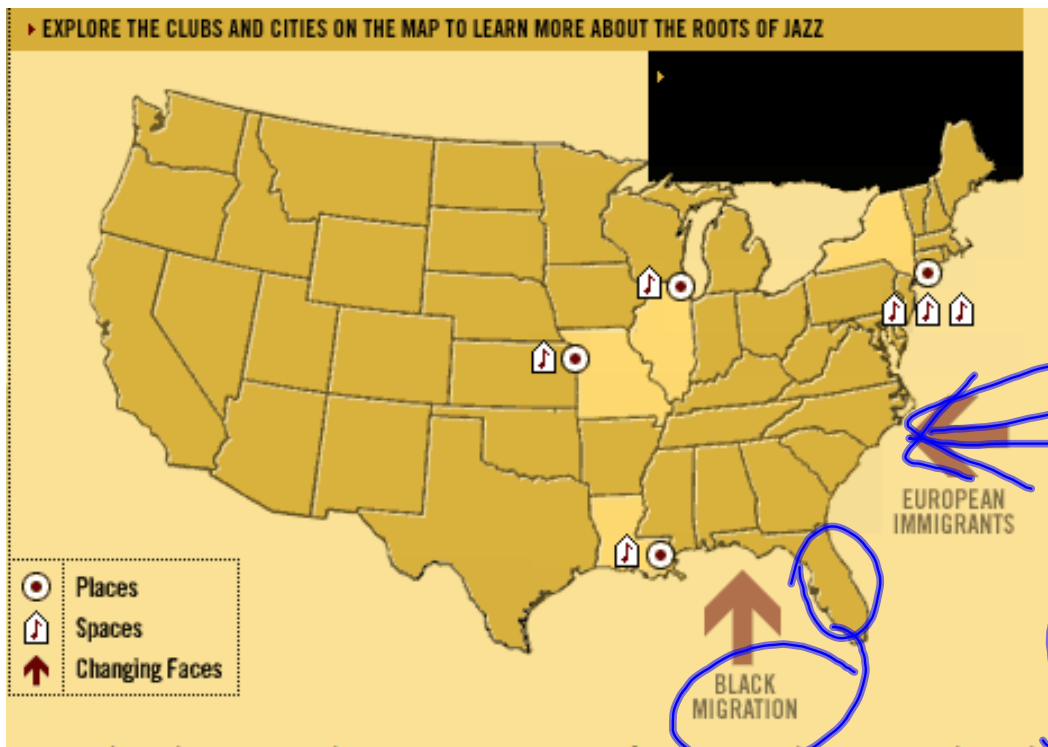 EXPLORE THE CLUBS AND CITIES ON THE MAP TO LEARN MORE ABOUT THE ROOTS OF JAZZ
EUROPEAN
IMMIGRANTS
Places
Spaces
Changing Faces
BLACK
MIGRATION